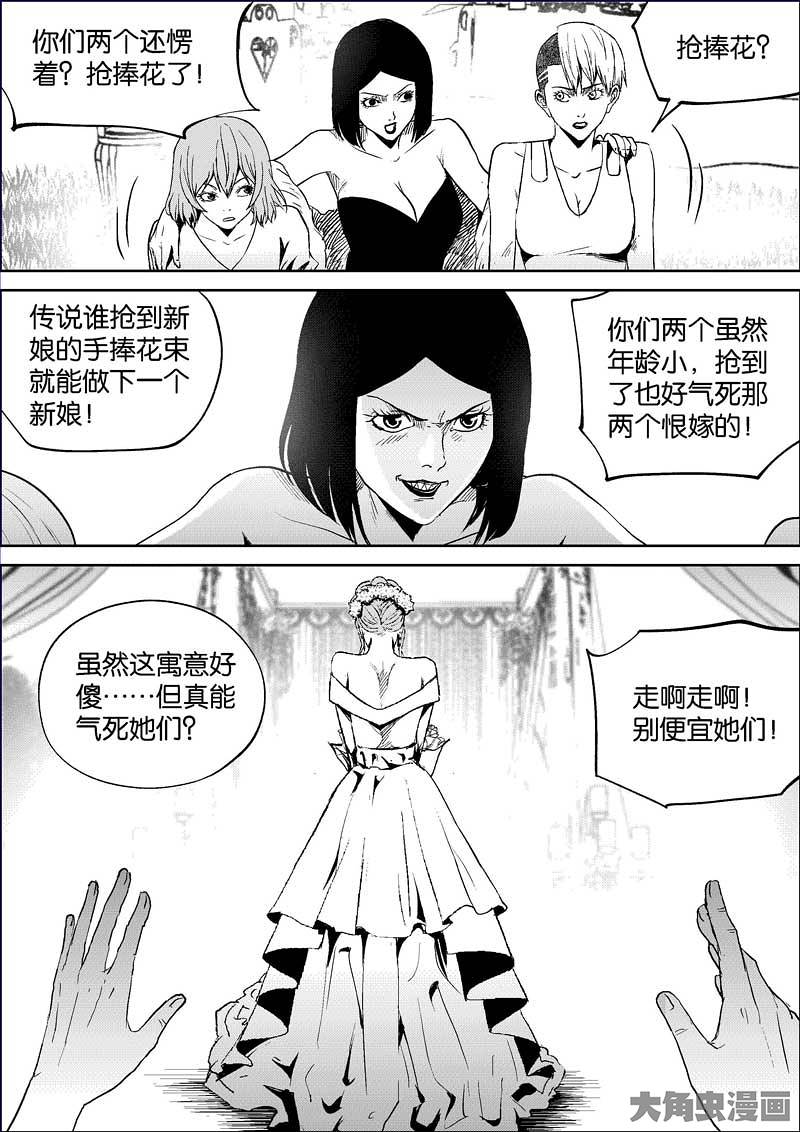 你们两个还愣
着？抢捧花了！
抢捧花？
传说谁抢到新
娘的手捧花束
就能做下一个
新娘！
你们两个虽然
年龄小，抢到
了也好气死那
两个恨嫁的！
虽然这寓意好
傻……但真能
气死她们？
走啊走啊！
别便宜她们！
大角虫漫画